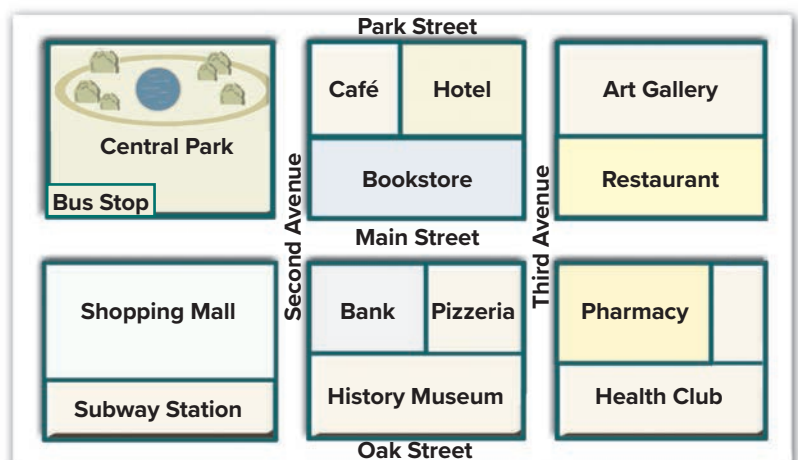 Park Street
Café
Hotel
Art Gallery
Central Park
Bookstore
Restaurant
Bus Stop
Second Avenue
Main Street
Third Avenue
Shopping Mall
Bank
Pizzeria
Pharmacy
Subway Station
History Museum
Health Club
Oak Street